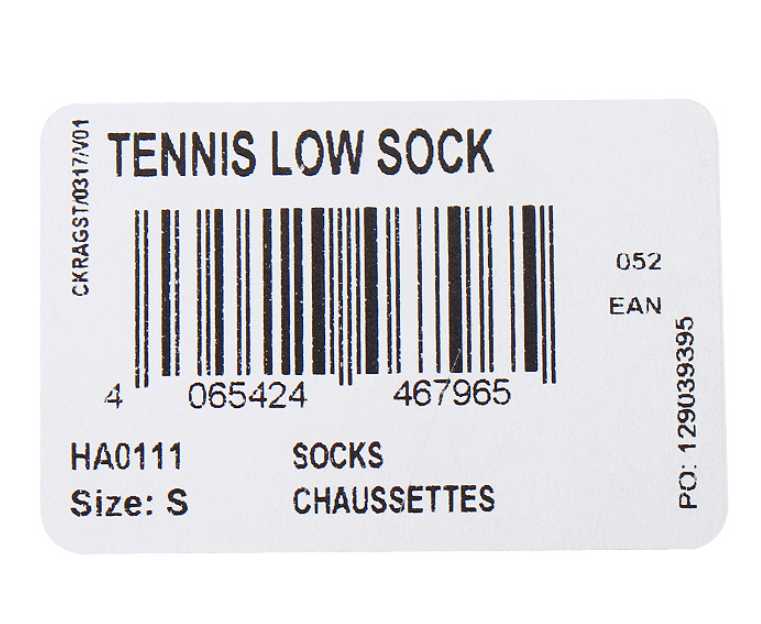 CKRAGST/0317/V01
TENNIS LOW SOCK
052
EAN
4 065424 467965
PO: 129039395
HA0111 SOCKS
Size: S CHAUSSETTES